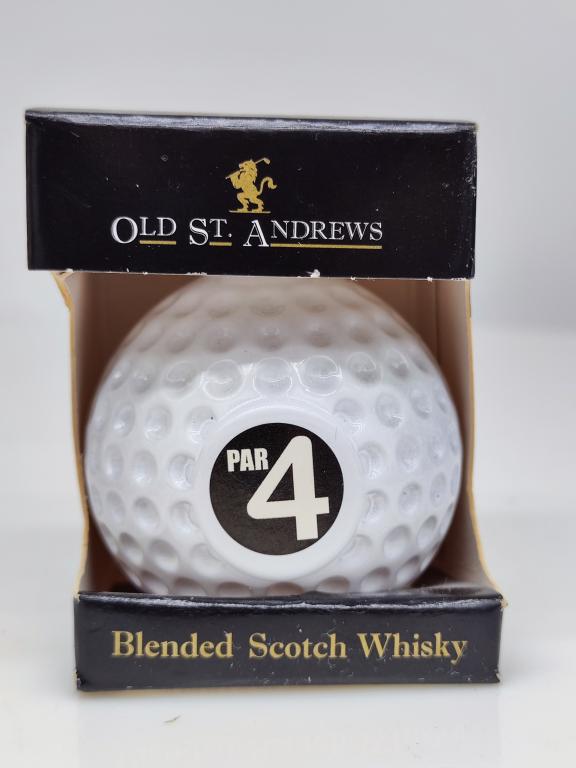 OLD ST. ANDREWS
PAR
4
Blended Scotch Whisky